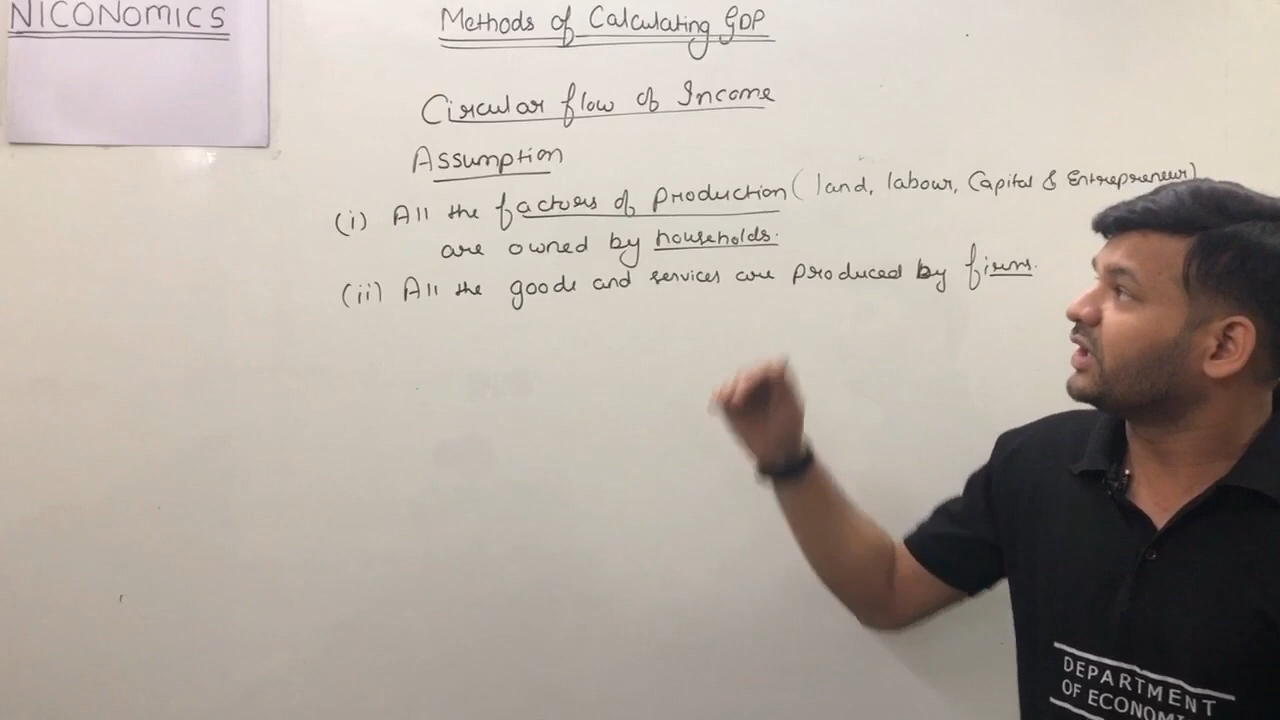 NICONOMICS
Methods of Calculating GDP
Circular flow of Income
Assumption
(i) All the factors of production (land, labour, Capital & Entrepreneur)
are owned by households.
(ii) All the goods and services are produced by firms.
DEPARTMENT
OF ECONOM